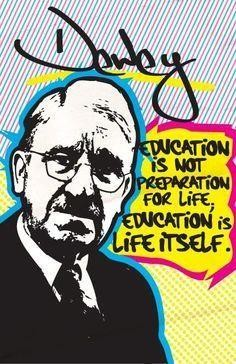 Dewey
EDUCATION
IS NOT
PREPARATION
FOR LIFE;
EDUCATION IS
LIFE ITSELF.